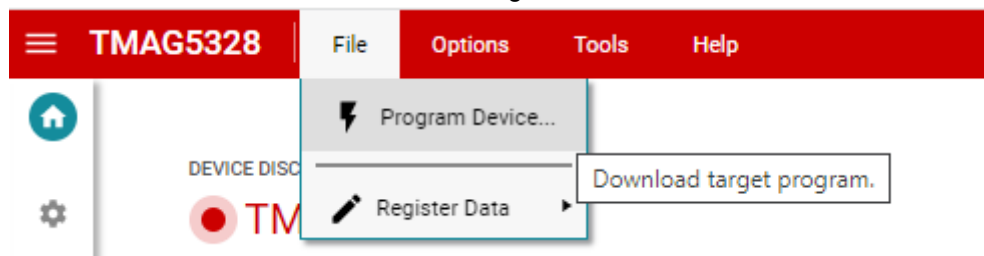 TMAG5328 File Options Tools Help
Program Device...
DEVICE DISC
Download target program.
Register Data
TM